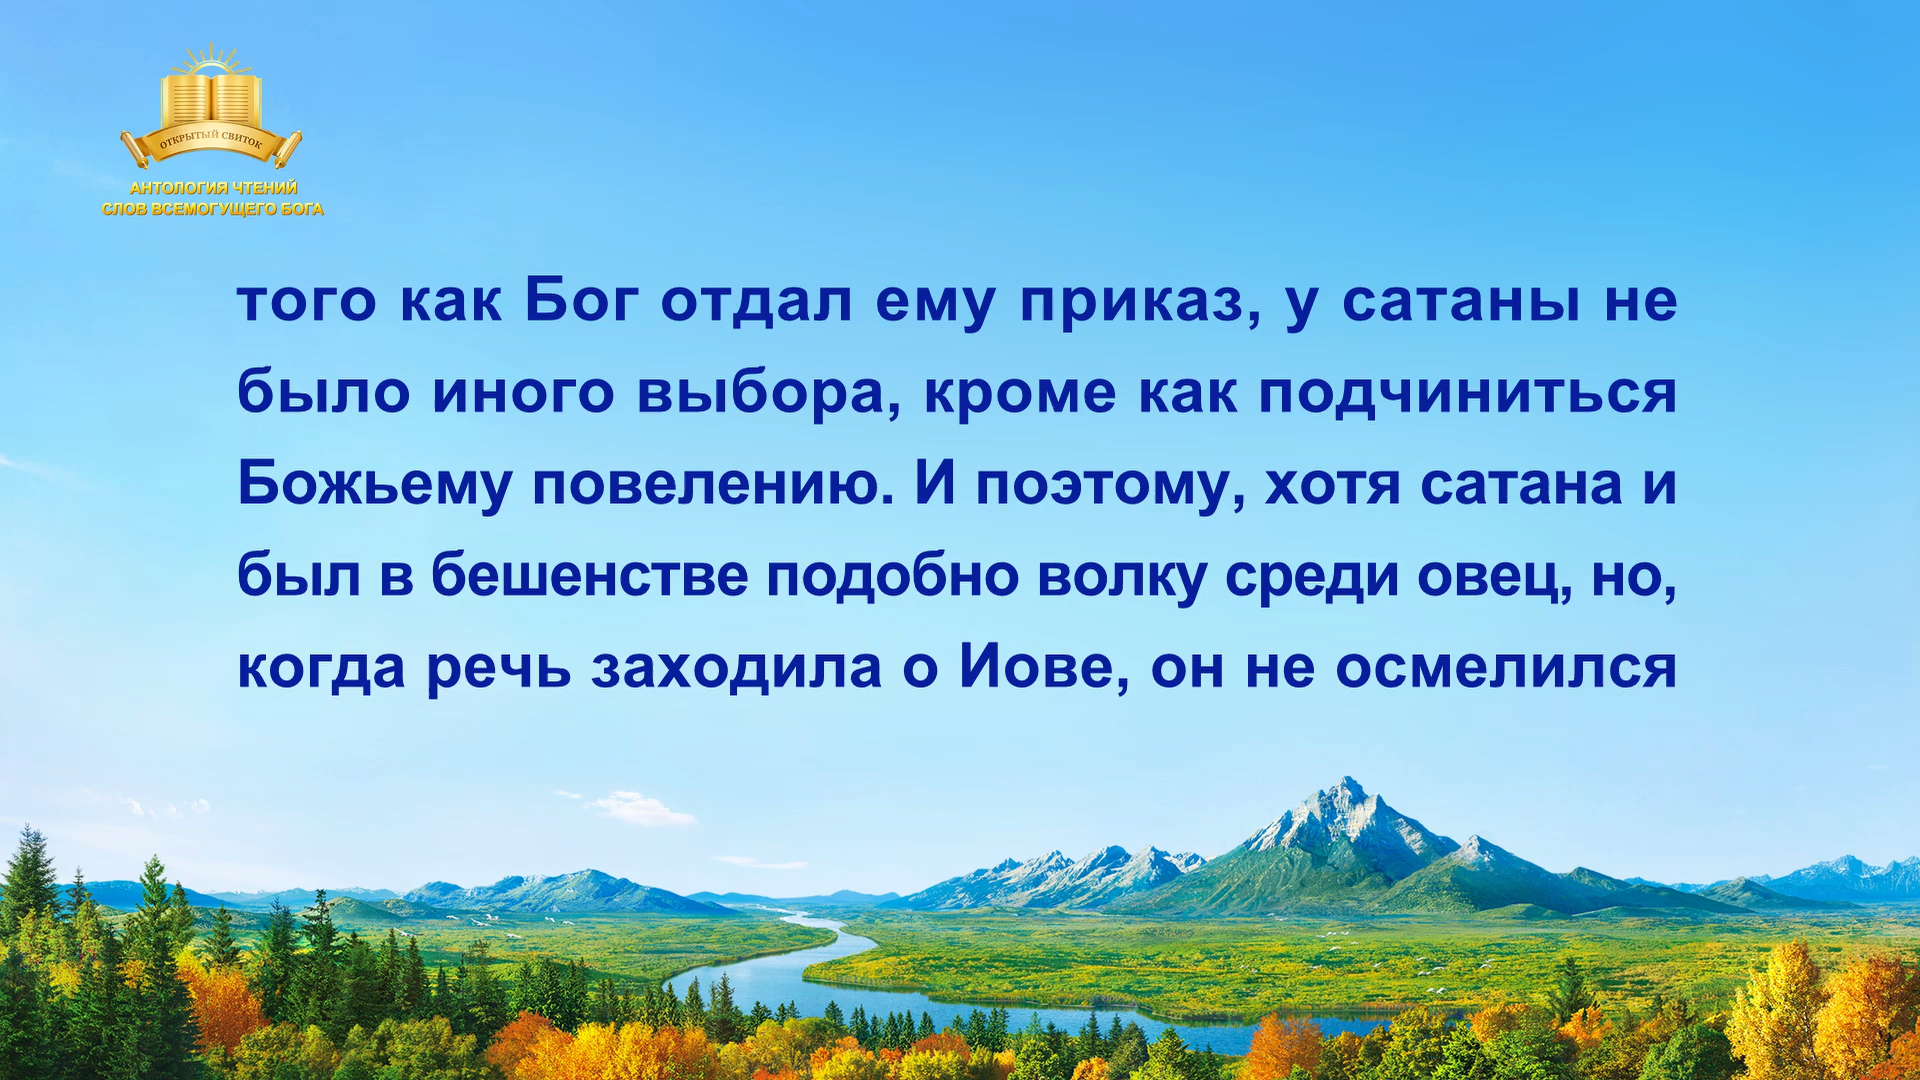 ОТКРЫТЫЙ СВИТОК
АНТОЛОГИЯ ЧТЕНИЙ
СЛОВ ВСЕМОГУЩЕГО БОГА
того как Бог отдал ему приказ, у сатаны не
было иного выбора, кроме как подчиниться
Божьему повелению. И поэтому, хотя сатана и
был в бешенстве подобно волку среди овец, но,
когда речь заходила о Иове, он не осмелился